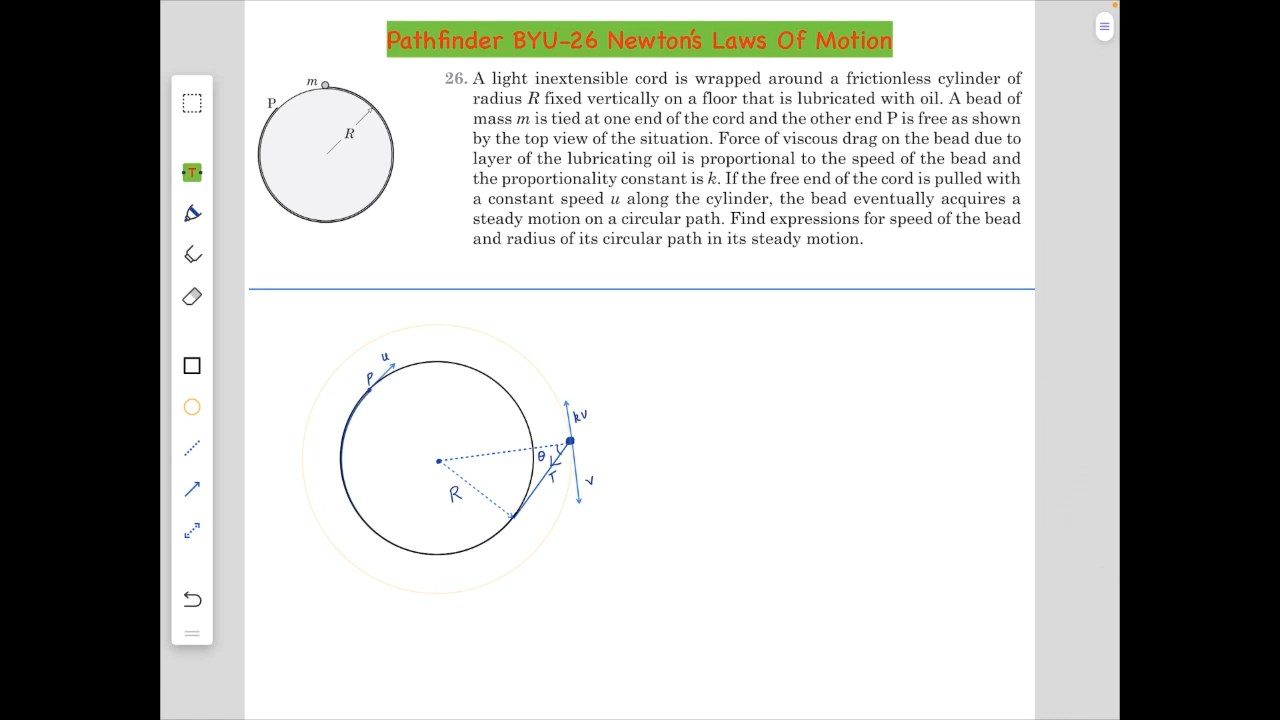 Pathfinder BYU-26 Newton's Laws Of Motion
m
P
R
26. A light inextensible cord is wrapped around a frictionless cylinder of
radius R fixed vertically on a floor that is lubricated with oil. A bead of
mass m is tied at one end of the cord and the other end P is free as shown
by the top view of the situation. Force of viscous drag on the bead due to
layer of the lubricating oil is proportional to the speed of the bead and
the proportionality constant is k. If the free end of the cord is pulled with
a constant speed u along the cylinder, the bead eventually acquires a
steady motion on a circular path. Find expressions for speed of the bead
and radius of its circular path in its steady motion.
T
u
P
kv
θ
T
v
R